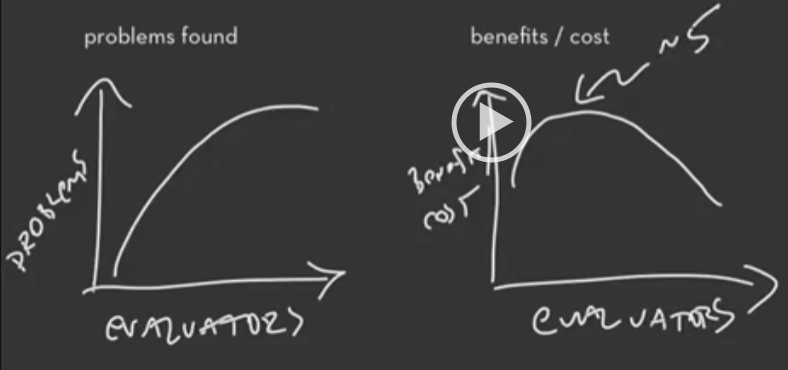 problems found
PROBLEMS
EVALUATORS
benefits / cost
~5
Benefit
COST
EVALUATORS